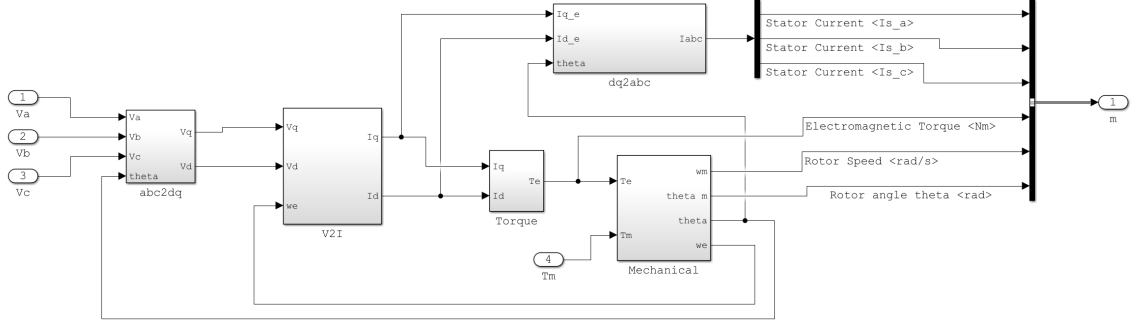 1
Va
2
Vb
3
Vc
Va
Vb
Vc
theta
Vq
Vd
abc2dq
Vq
Vd
we
Iq
Id
V2I
Iq
Id
Te
Torque
Iq_e
Id_e
theta
Iabc
dq2abc
4
Tm
Te
Tm
wm
theta m
theta
we
Mechanical
Stator Current <Is_a>
Stator Current <Is_b>
Stator Current <Is_c>
Electromagnetic Torque <Nm>
Rotor Speed <rad/s>
Rotor angle theta <rad>
1
m